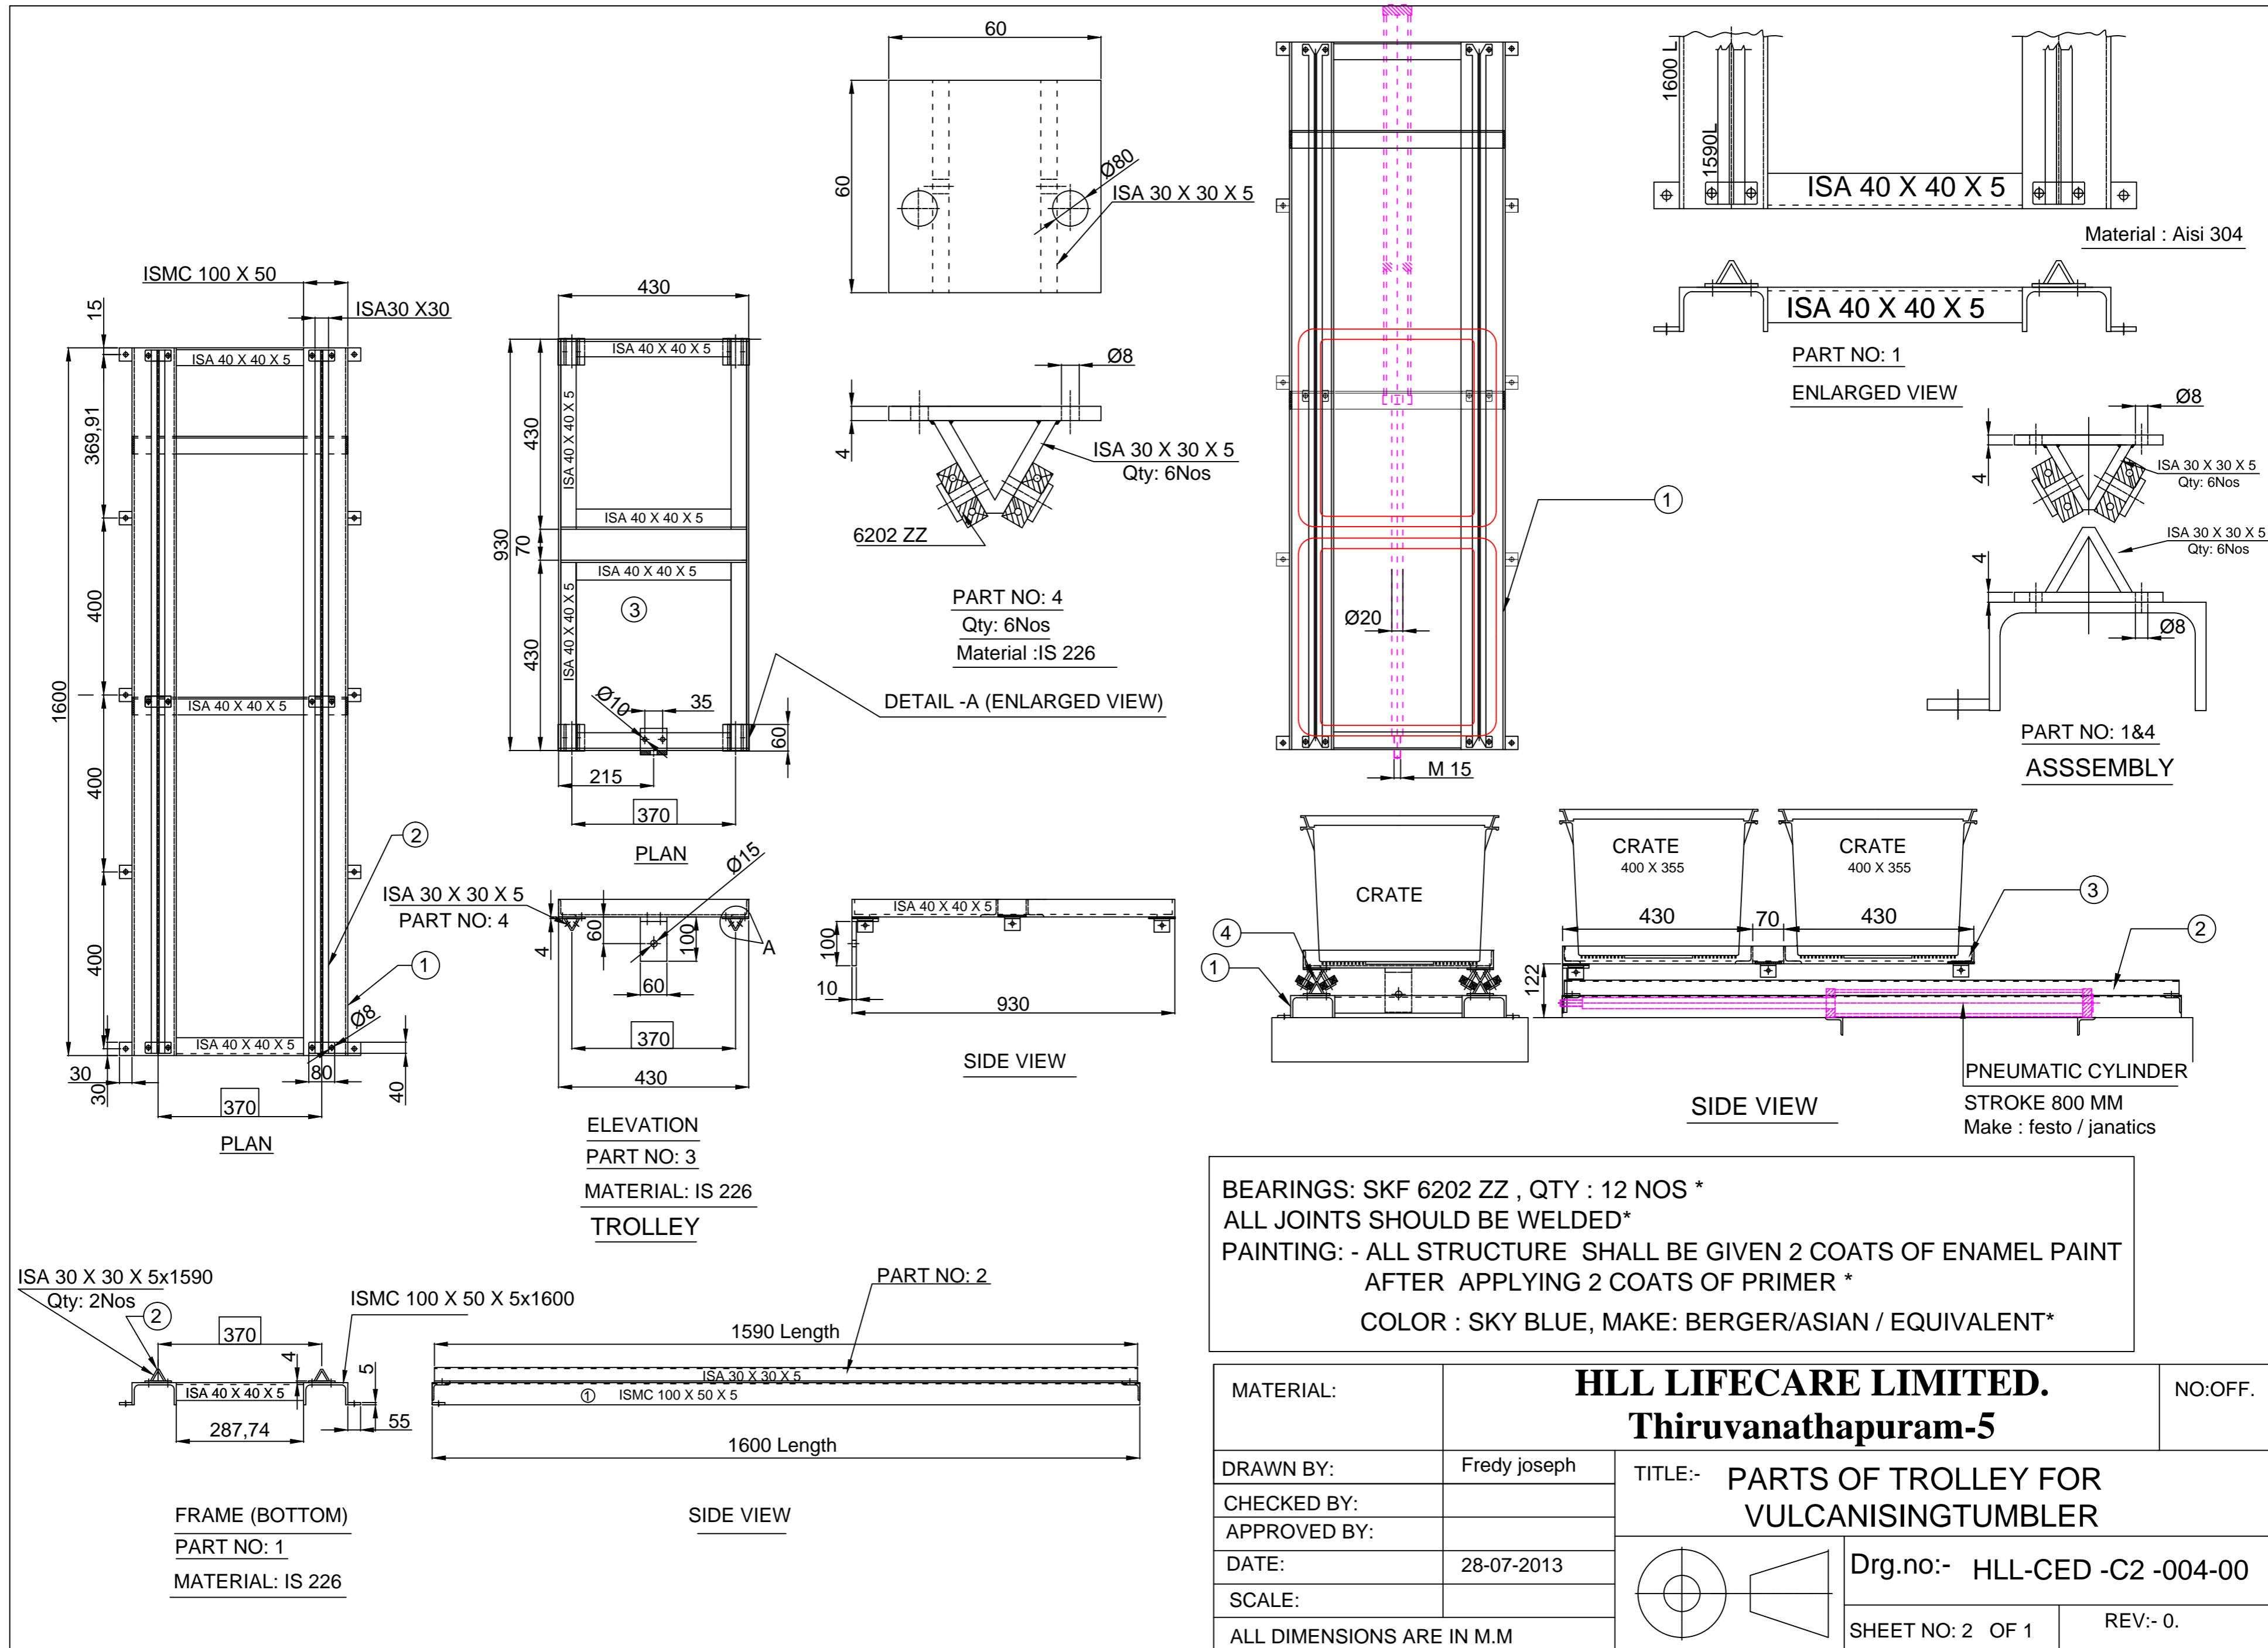 ISMC 100 X 50
ISA30 X30
15
369,91
400
400
400
1600
ISA 40 X 40 X 5
ISA 40 X 40 X 5
ISA 40 X 40 X 5
2
1
Ø8
30
30
80
40
370
PLAN
430
ISA 40 X 40 X 5
ISA 40 X 40 X 5
430
930
70
ISA 40 X 40 X 5
ISA 40 X 40 X 5
3
ISA 40 X 40 X 5
430
Ø10
35
60
215
370
PLAN
DETAIL -A (ENLARGED VIEW)
ISA 30 X 30 X 5
PART NO: 4
Ø15
4
60
100
A
60
370
430
ELEVATION
PART NO: 3
MATERIAL: IS 226
TROLLEY
ISA 40 X 40 X 5
100
10
930
SIDE VIEW
60
60
Ø80
ISA 30 X 30 X 5
Ø8
4
ISA 30 X 30 X 5
Qty: 6Nos
6202 ZZ
PART NO: 4
Qty: 6Nos
Material :IS 226
1
Ø20
M 15
1600 L
1590L
ISA 40 X 40 X 5
Material : Aisi 304
ISA 40 X 40 X 5
PART NO: 1
ENLARGED VIEW
Ø8
4
ISA 30 X 30 X 5
Qty: 6Nos
ISA 30 X 30 X 5
Qty: 6Nos
4
Ø8
PART NO: 1&4
ASSSEMBLY
CRATE
4
1
CRATE
400 X 355
CRATE
400 X 355
430
70
430
3
2
122
PNEUMATIC CYLINDER
STROKE 800 MM
Make : festo / janatics
SIDE VIEW
ISA 30 X 30 X 5x1590
Qty: 2Nos
2
370
ISMC 100 X 50 X 5x1600
4
5
ISA 40 X 40 X 5
287,74
55
FRAME (BOTTOM)
PART NO: 1
MATERIAL: IS 226
PART NO: 2
1590 Length
ISA 30 X 30 X 5
1
ISMC 100 X 50 X 5
1600 Length
SIDE VIEW
BEARINGS: SKF 6202 ZZ , QTY : 12 NOS *
ALL JOINTS SHOULD BE WELDED*
PAINTING: - ALL STRUCTURE SHALL BE GIVEN 2 COATS OF ENAMEL PAINT
AFTER APPLYING 2 COATS OF PRIMER *
COLOR : SKY BLUE, MAKE: BERGER/ASIAN / EQUIVALENT*
MATERIAL:
HLL LIFECARE LIMITED.
Thiruvanathapuram-5
NO:OFF.
DRAWN BY:
Fredy joseph
CHECKED BY:
APPROVED BY:
DATE:
28-07-2013
SCALE:
ALL DIMENSIONS ARE IN M.M
TITLE:- PARTS OF TROLLEY FOR
VULCANISINGTUMBLER
Drg.no:- HLL-CED -C2 -004-00
SHEET NO: 2 OF 1
REV:- 0.